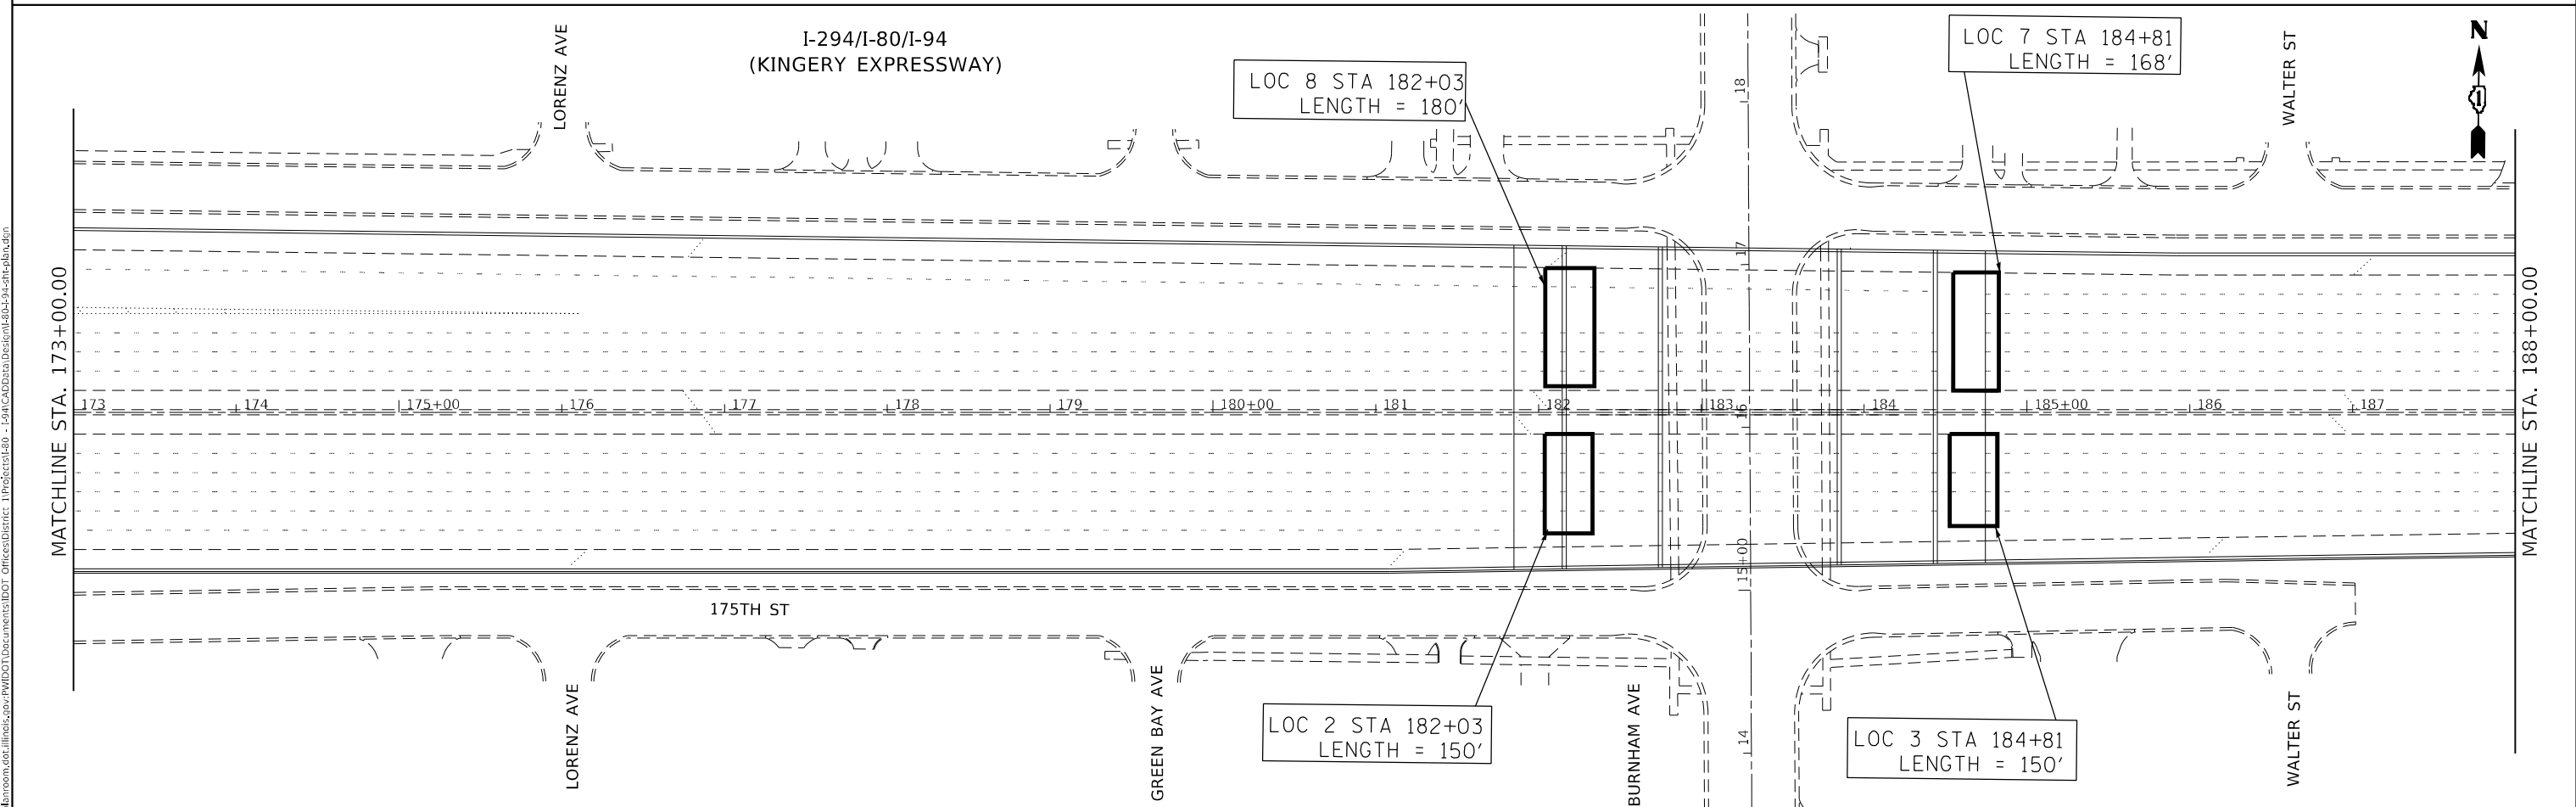 I-294/I-80/I-94
(KINGERY EXPRESSWAY)
LORENZ AVE
LOC 8 STA 182+03
LENGTH = 180'
18
LOC 7 STA 184+81
LENGTH = 168'
WALTER ST
N
MATCHLINE STA. 173+00.00
17
MATCHLINE STA. 188+00.00
173
174
175+00
176
177
178
179
180+00
181
182
183
184
185+00
186
187
16
15+00
175TH ST
LORENZ AVE
GREEN BAY AVE
LOC 2 STA 182+03
LENGTH = 150'
BURNHAM AVE
14
LOC 3 STA 184+81
LENGTH = 150'
WALTER ST